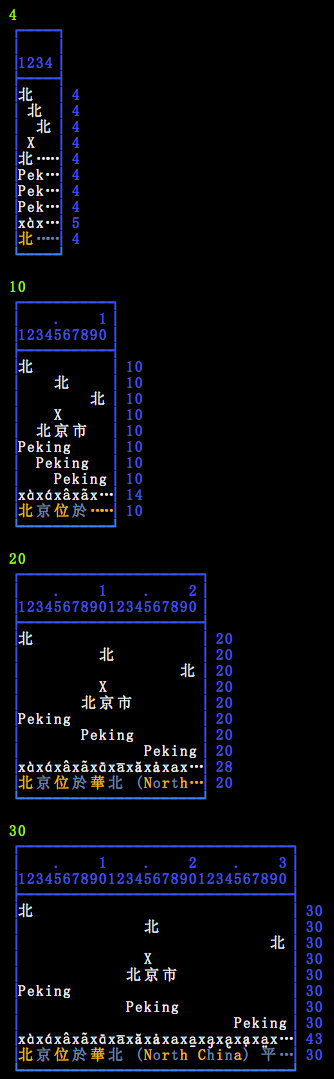 4
1234
北 4
北 4
北 4
X 4
北⋯⋯ 4
Pek⋯ 4
Pek⋯ 4
Pek⋯ 4
xàx⋯ 5
北⋯⋯ 4
10
. 1
1234567890
北 10
北 10
北 10
X 10
北京市 10
Peking 10
Peking 10
Peking 10
xàxáxâxãx⋯ 14
北京位於⋯⋯ 10
20
. 1 . 2
12345678901234567890
北 20
北 20
北 20
X 20
北京市 20
Peking 20
Peking 20
Peking 20
28
北京位於華北 (North⋯ 20
30
. 1 . 2 . 3
123456789012345678901234567890
北 30
北 30
北 30
X 30
北京市 30
Peking 30
Peking 30
Peking 30
43
北京位於華北 (North China) 平⋯ 30